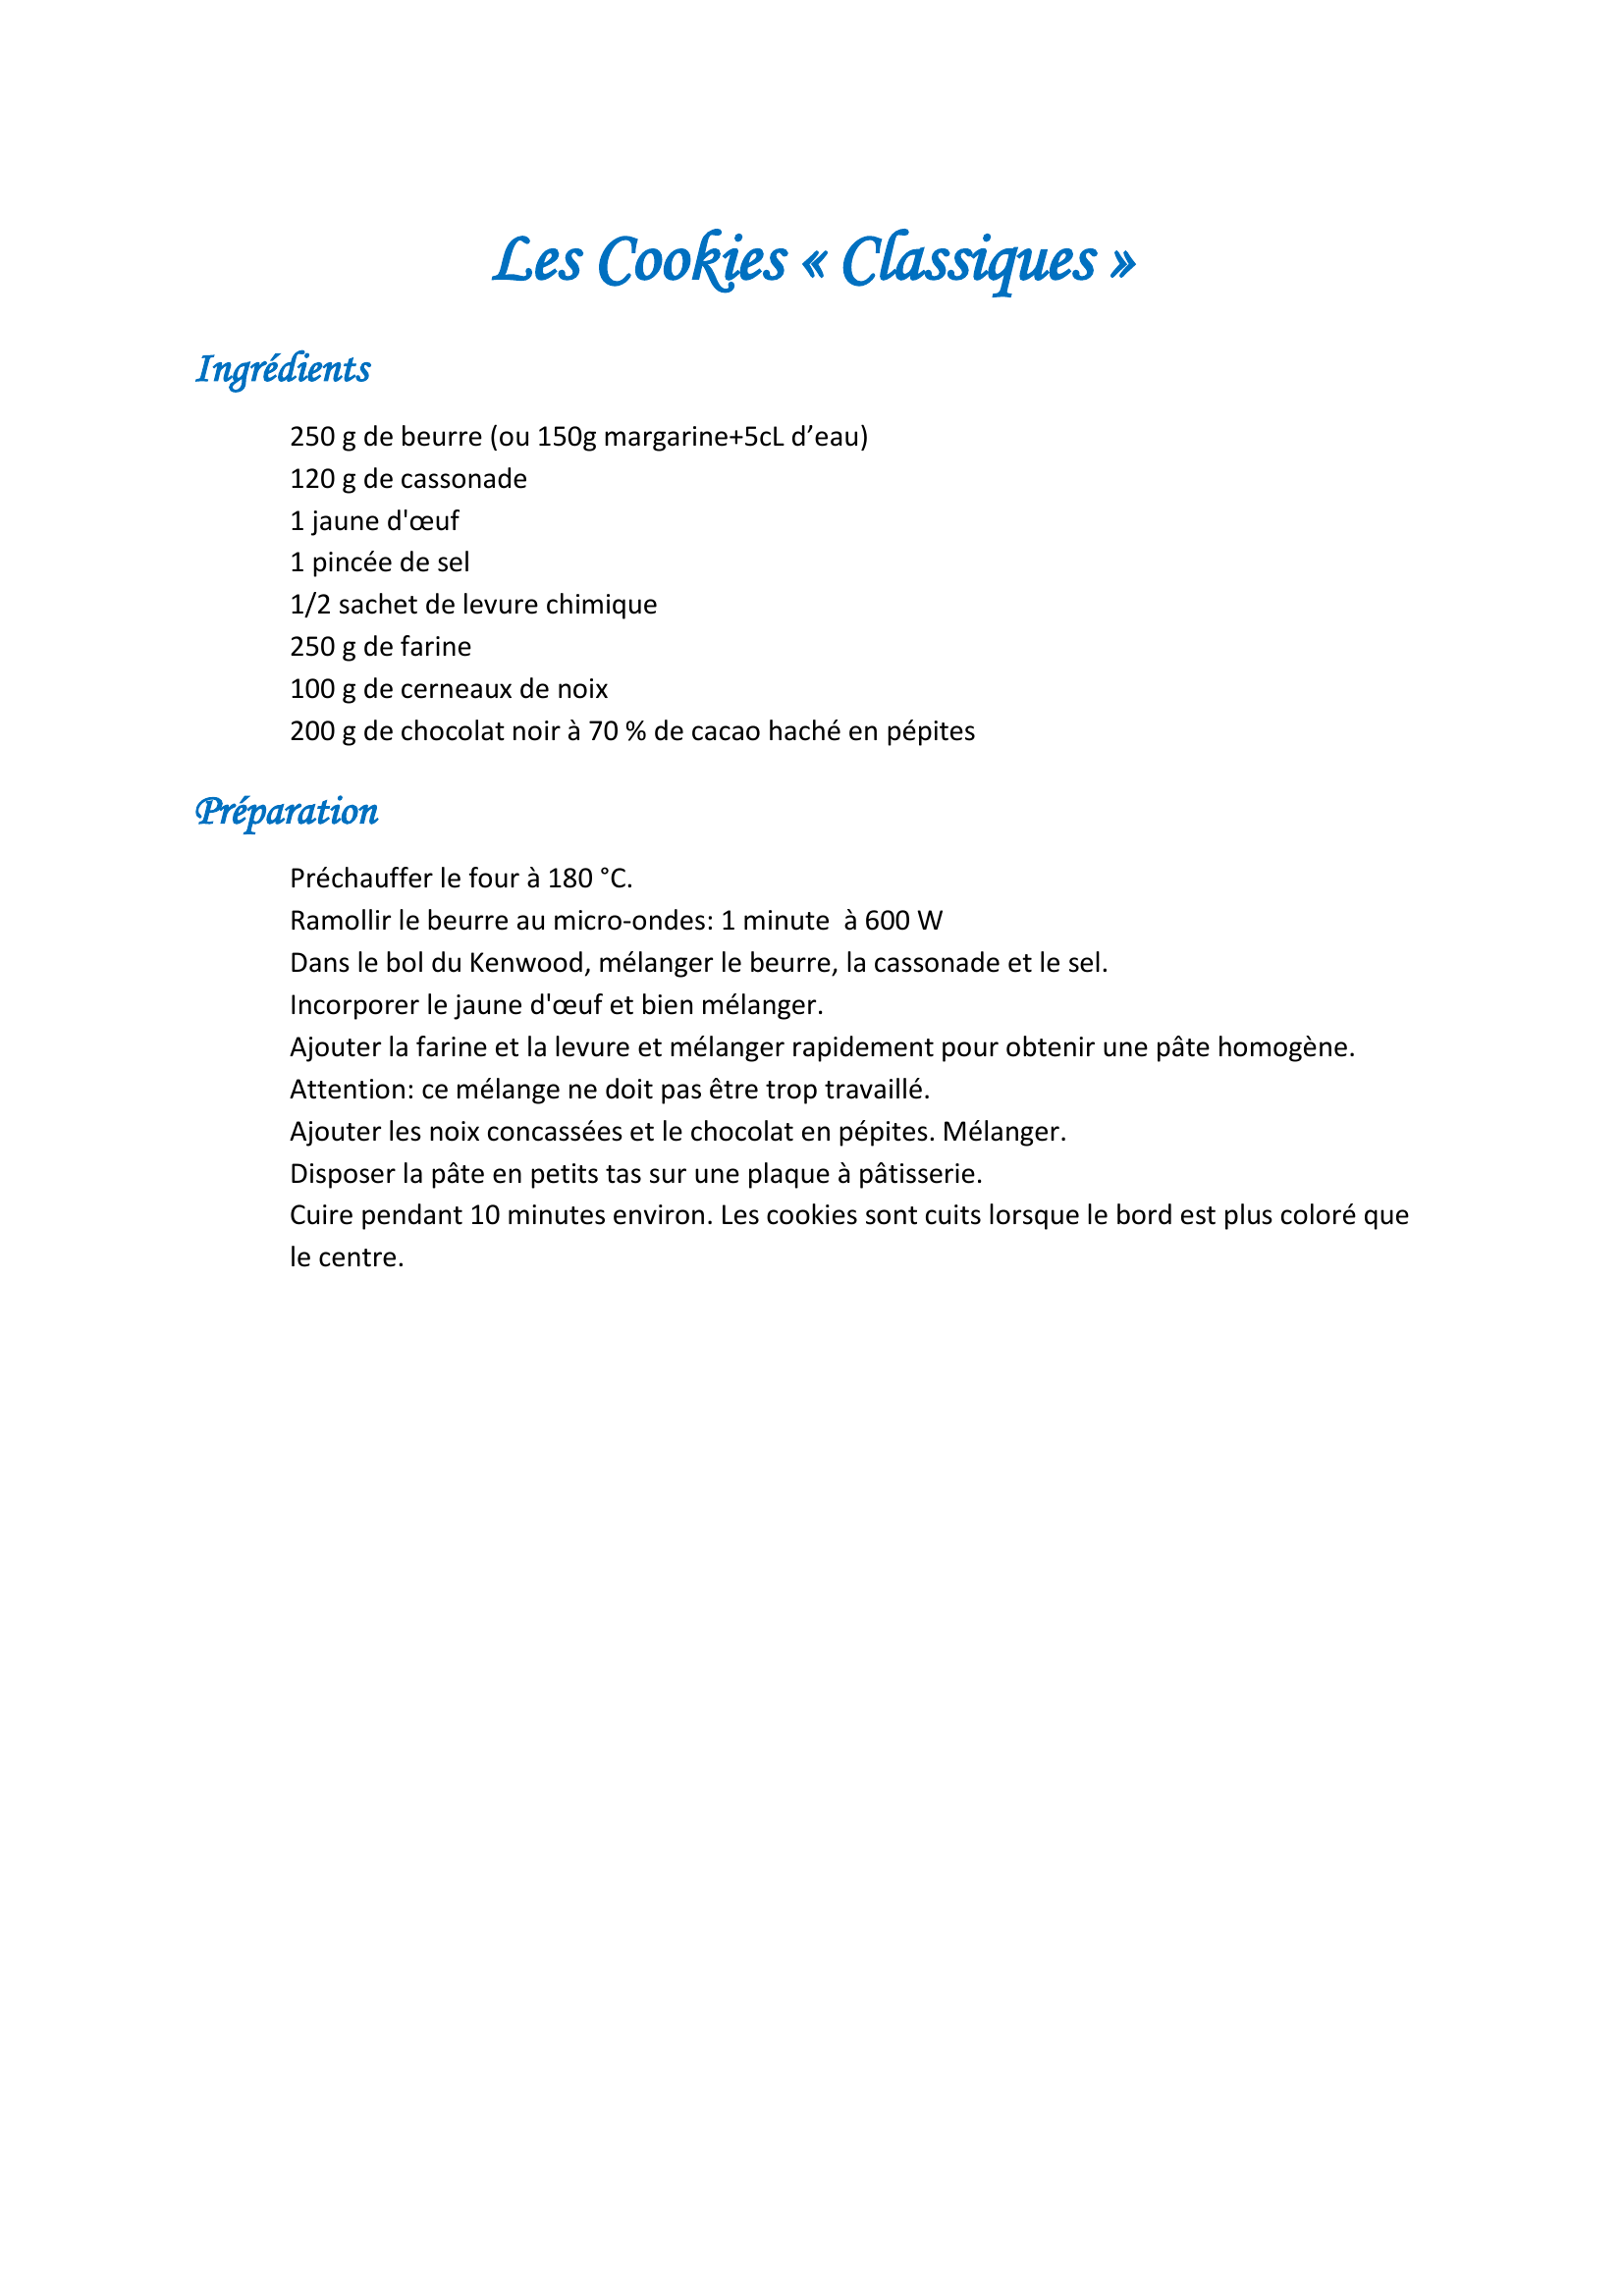 Les Cookies « Classiques »
Ingrédients
250 g de beurre (ou 150g margarine+5cL d’eau)
120 g de cassonade
1 jaune d'œuf
1 pincée de sel
1/2 sachet de levure chimique
250 g de farine
100 g de cerneaux de noix
200 g de chocolat noir à 70 % de cacao haché en pépites
Préparation
Préchauffer le four à 180 °C.
Ramollir le beurre au micro-ondes: 1 minute  à 600 W
Dans le bol du Kenwood, mélanger le beurre, la cassonade et le sel.
Incorporer le jaune d'œuf et bien mélanger.
Ajouter la farine et la levure et mélanger rapidement pour obtenir une pâte homogène.
Attention: ce mélange ne doit pas être trop travaillé.
Ajouter les noix concassées et le chocolat en pépites. Mélanger.
Disposer la pâte en petits tas sur une plaque à pâtisserie.
Cuire pendant 10 minutes environ. Les cookies sont cuits lorsque le bord est plus coloré que
le centre.